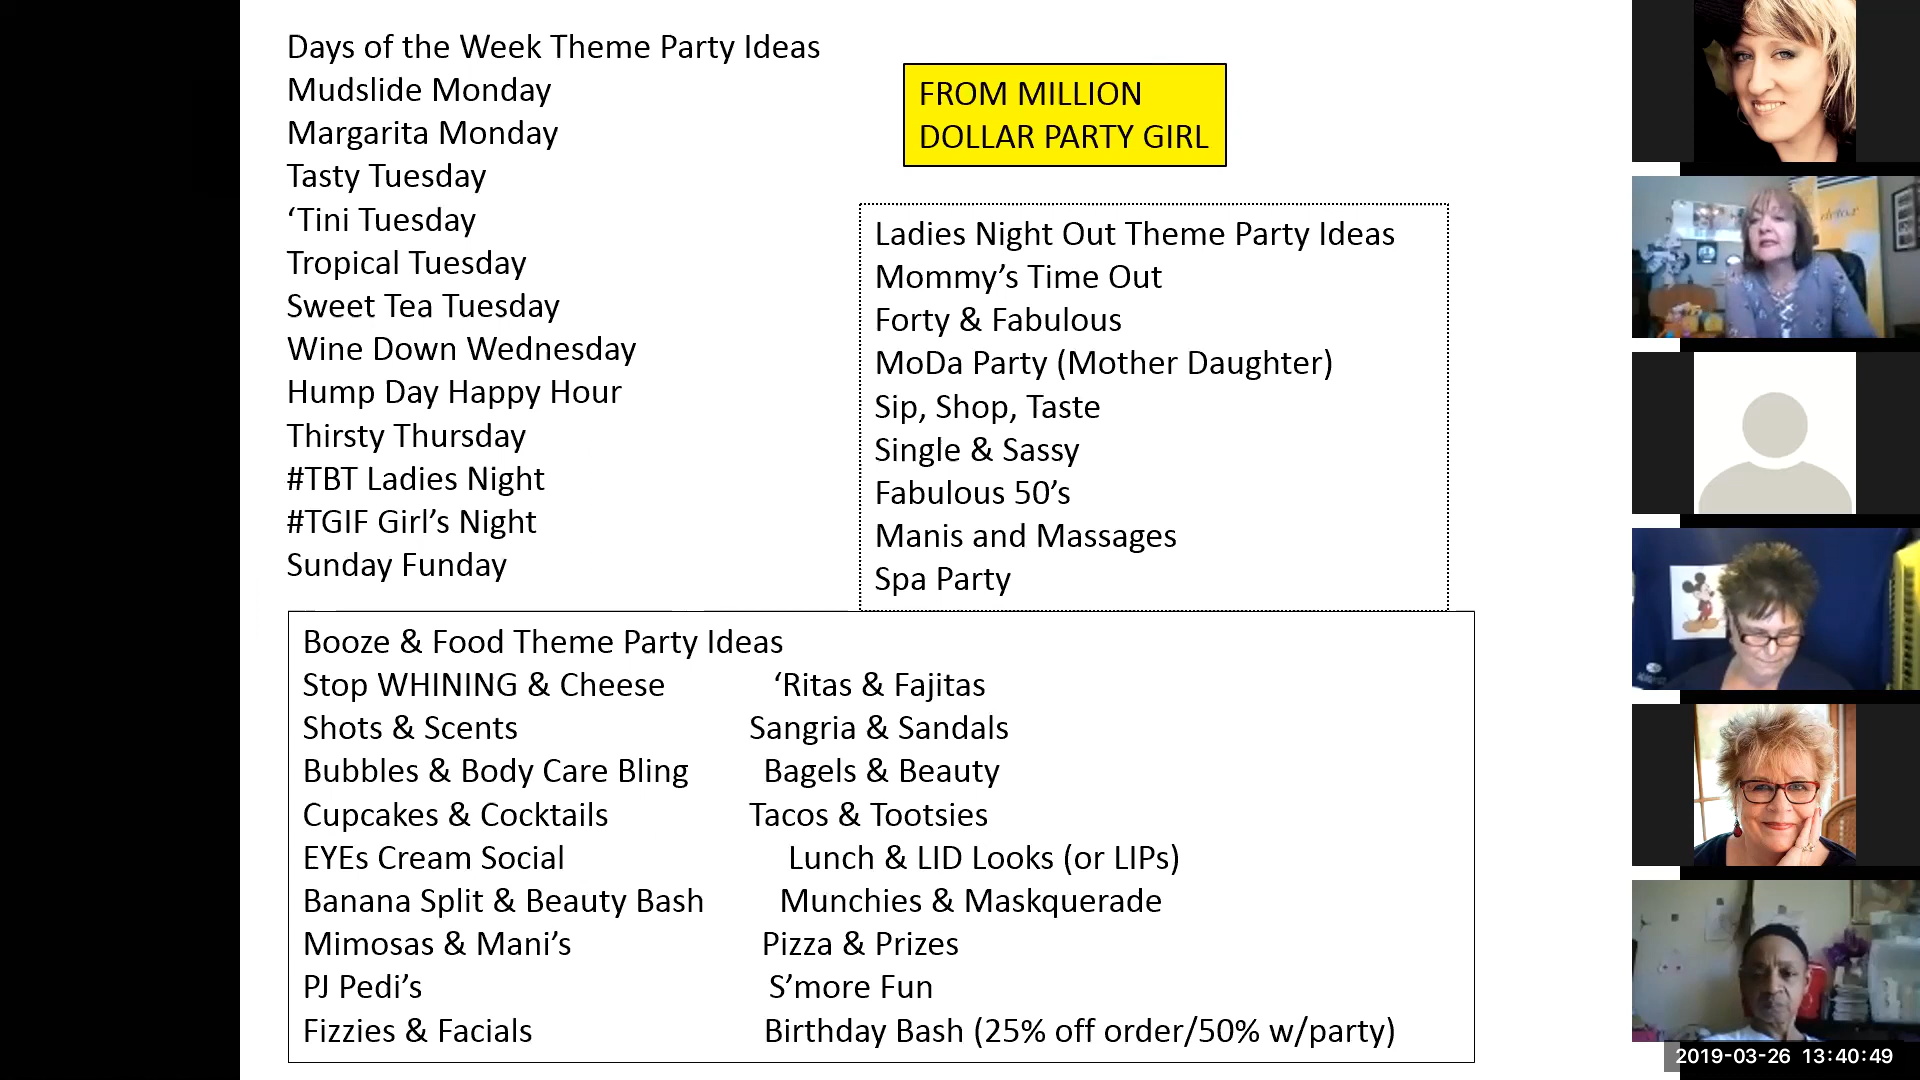 Days of the Week Theme Party Ideas
Mudslide Monday
Margarita Monday
Tasty Tuesday
‘Tini Tuesday
Tropical Tuesday
Sweet Tea Tuesday
Wine Down Wednesday
Hump Day Happy Hour
Thirsty Thursday
#TBT Ladies Night
#TGIF Girl’s Night
Sunday Funday
FROM MILLION
DOLLAR PARTY GIRL
Ladies Night Out Theme Party Ideas
Mommy’s Time Out
Forty & Fabulous
MoDa Party (Mother Daughter)
Sip, Shop, Taste
Single & Sassy
Fabulous 50’s
Manis and Massages
Spa Party
Booze & Food Theme Party Ideas
Stop WHINING & Cheese ‘Ritas & Fajitas
Shots & Scents Sangria & Sandals
Bubbles & Body Care Bling Bagels & Beauty
Cupcakes & Cocktails Tacos & Tootsies
EYEs Cream Social Lunch & LID Looks (or LIPs)
Banana Split & Beauty Bash Munchies & Maskquerade
Mimosas & Mani’s Pizza & Prizes
PJ Pedi’s S’more Fun
Fizzies & Facials Birthday Bash (25% off order/50% w/party)
2019-03-26 13:40:49